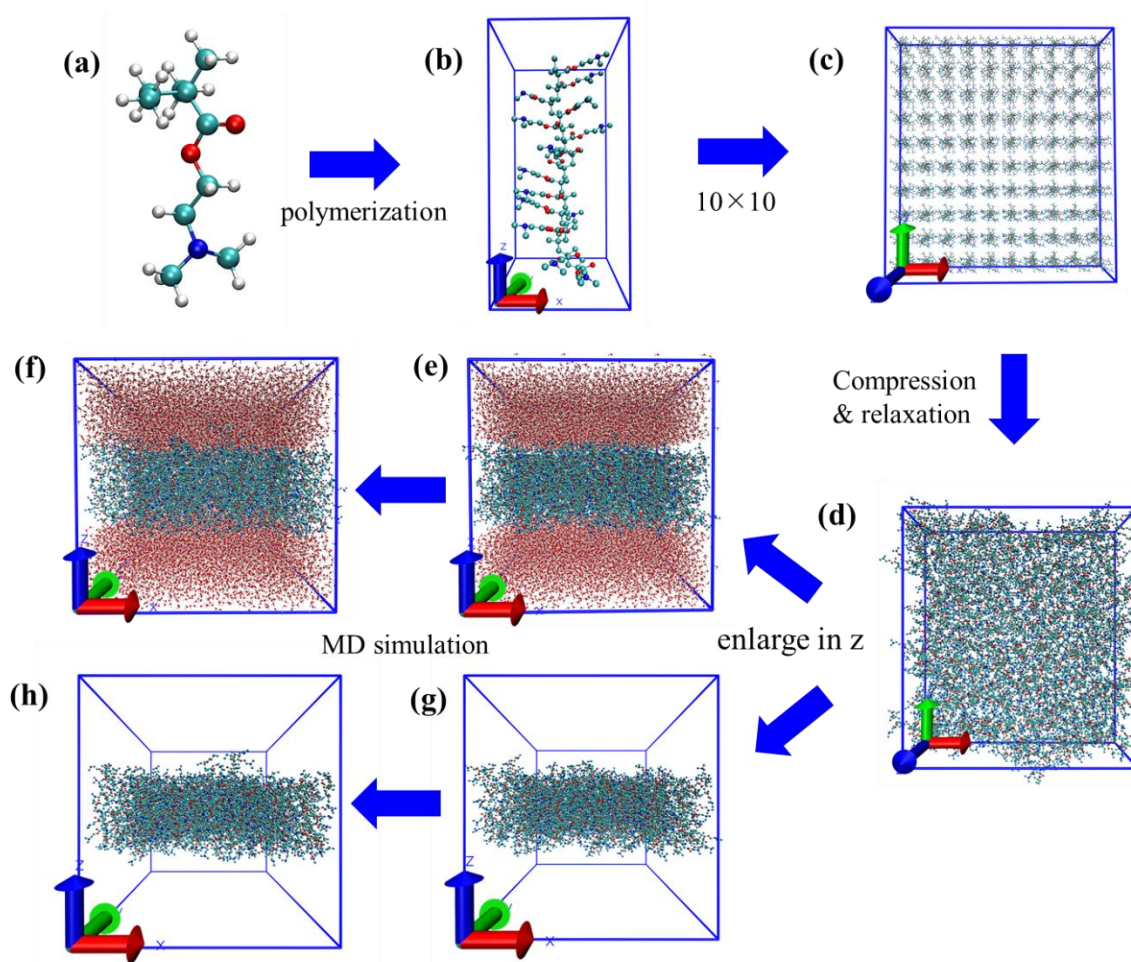 (a)
polymerization
(b)
10×10
(c)
z
x
x
Compression
& relaxation
(d)
(e)
(f)
Z
X
MD simulation
enlarge in z
(g)
(h)
Z
X
Z
X